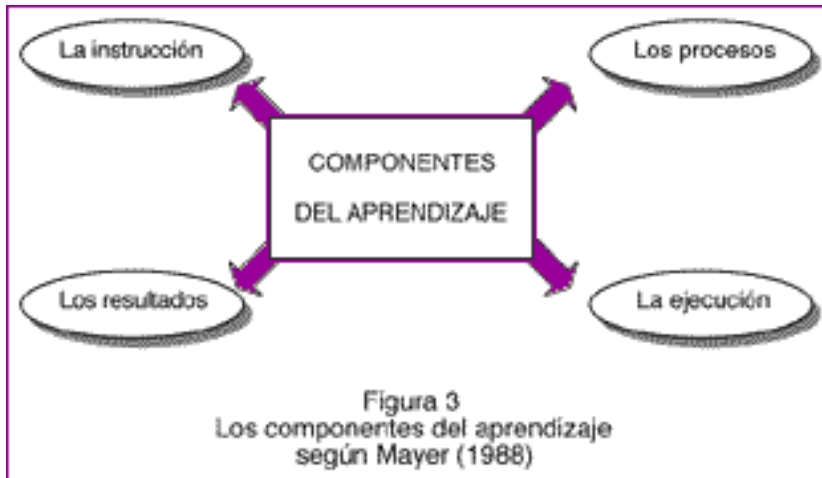 La instrucción
Los procesos
COMPONENTES
DEL APRENDIZAJE
Los resultados
La ejecución
Figura 3
Los componentes del aprendizaje
según Mayer (1988)